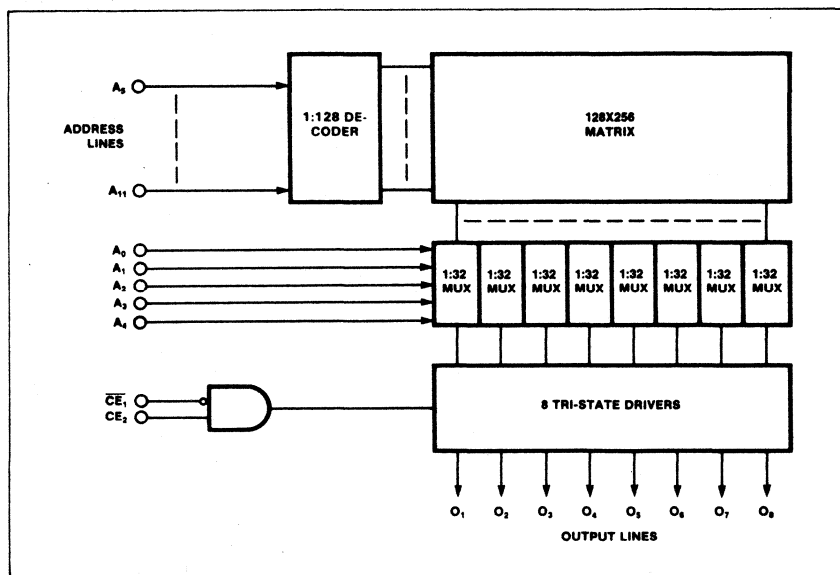 A₅
ADDRESS
LINES
A₁₁
1:128 DE-
CODER
128X256
MATRIX
A₀
A₁
A₂
A₃
A₄
1:32
MUX
1:32
MUX
1:32
MUX
1:32
MUX
1:32
MUX
1:32
MUX
1:32
MUX
1:32
MUX
C̅E̅₁
CE₂
8 TRI-STATE DRIVERS
O₁ O₂ O₃ O₄ O₅ O₆ O₇ O₈
OUTPUT LINES